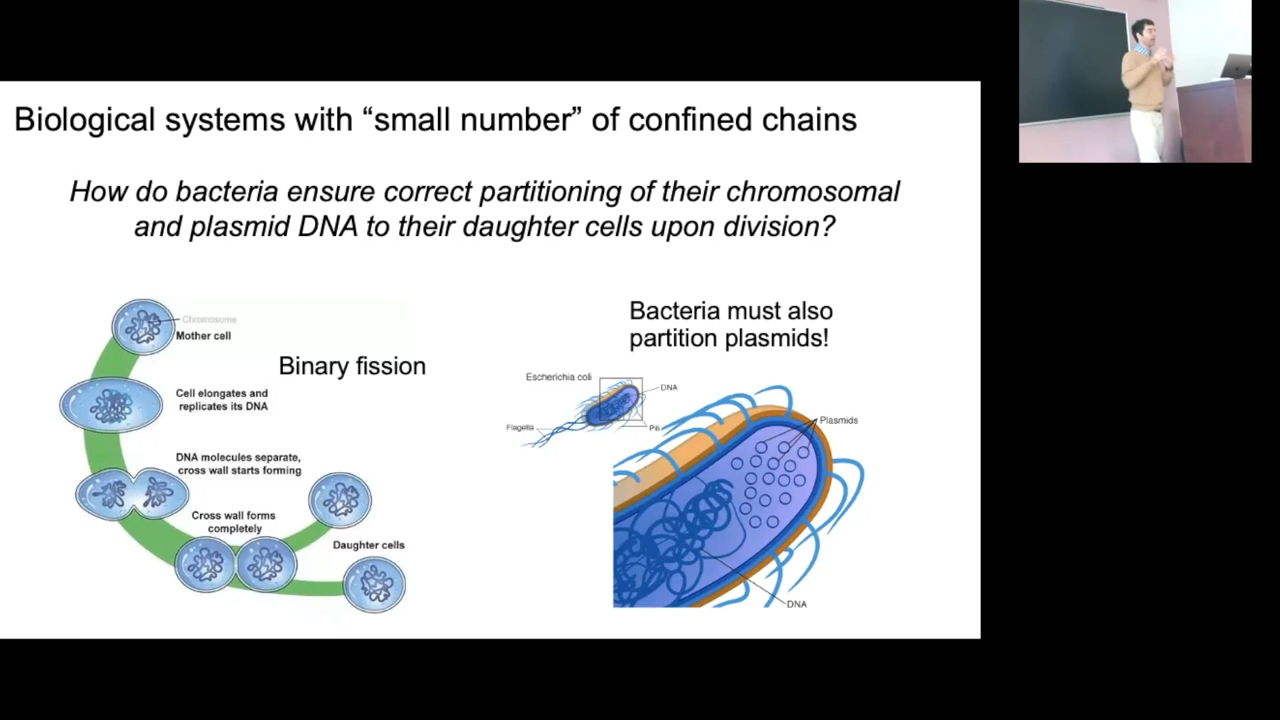 Biological systems with “small number” of confined chains
How do bacteria ensure correct partitioning of their chromosomal
and plasmid DNA to their daughter cells upon division?
Chromosome
Mother cell
Binary fission
Cell elongates and
replicates its DNA
DNA molecules separate,
cross wall starts forming
Cross wall forms
completely
Daughter cells
Bacteria must also
partition plasmids!
Escherichia coli
DNA
Flagella
Pili
Plasmids
DNA